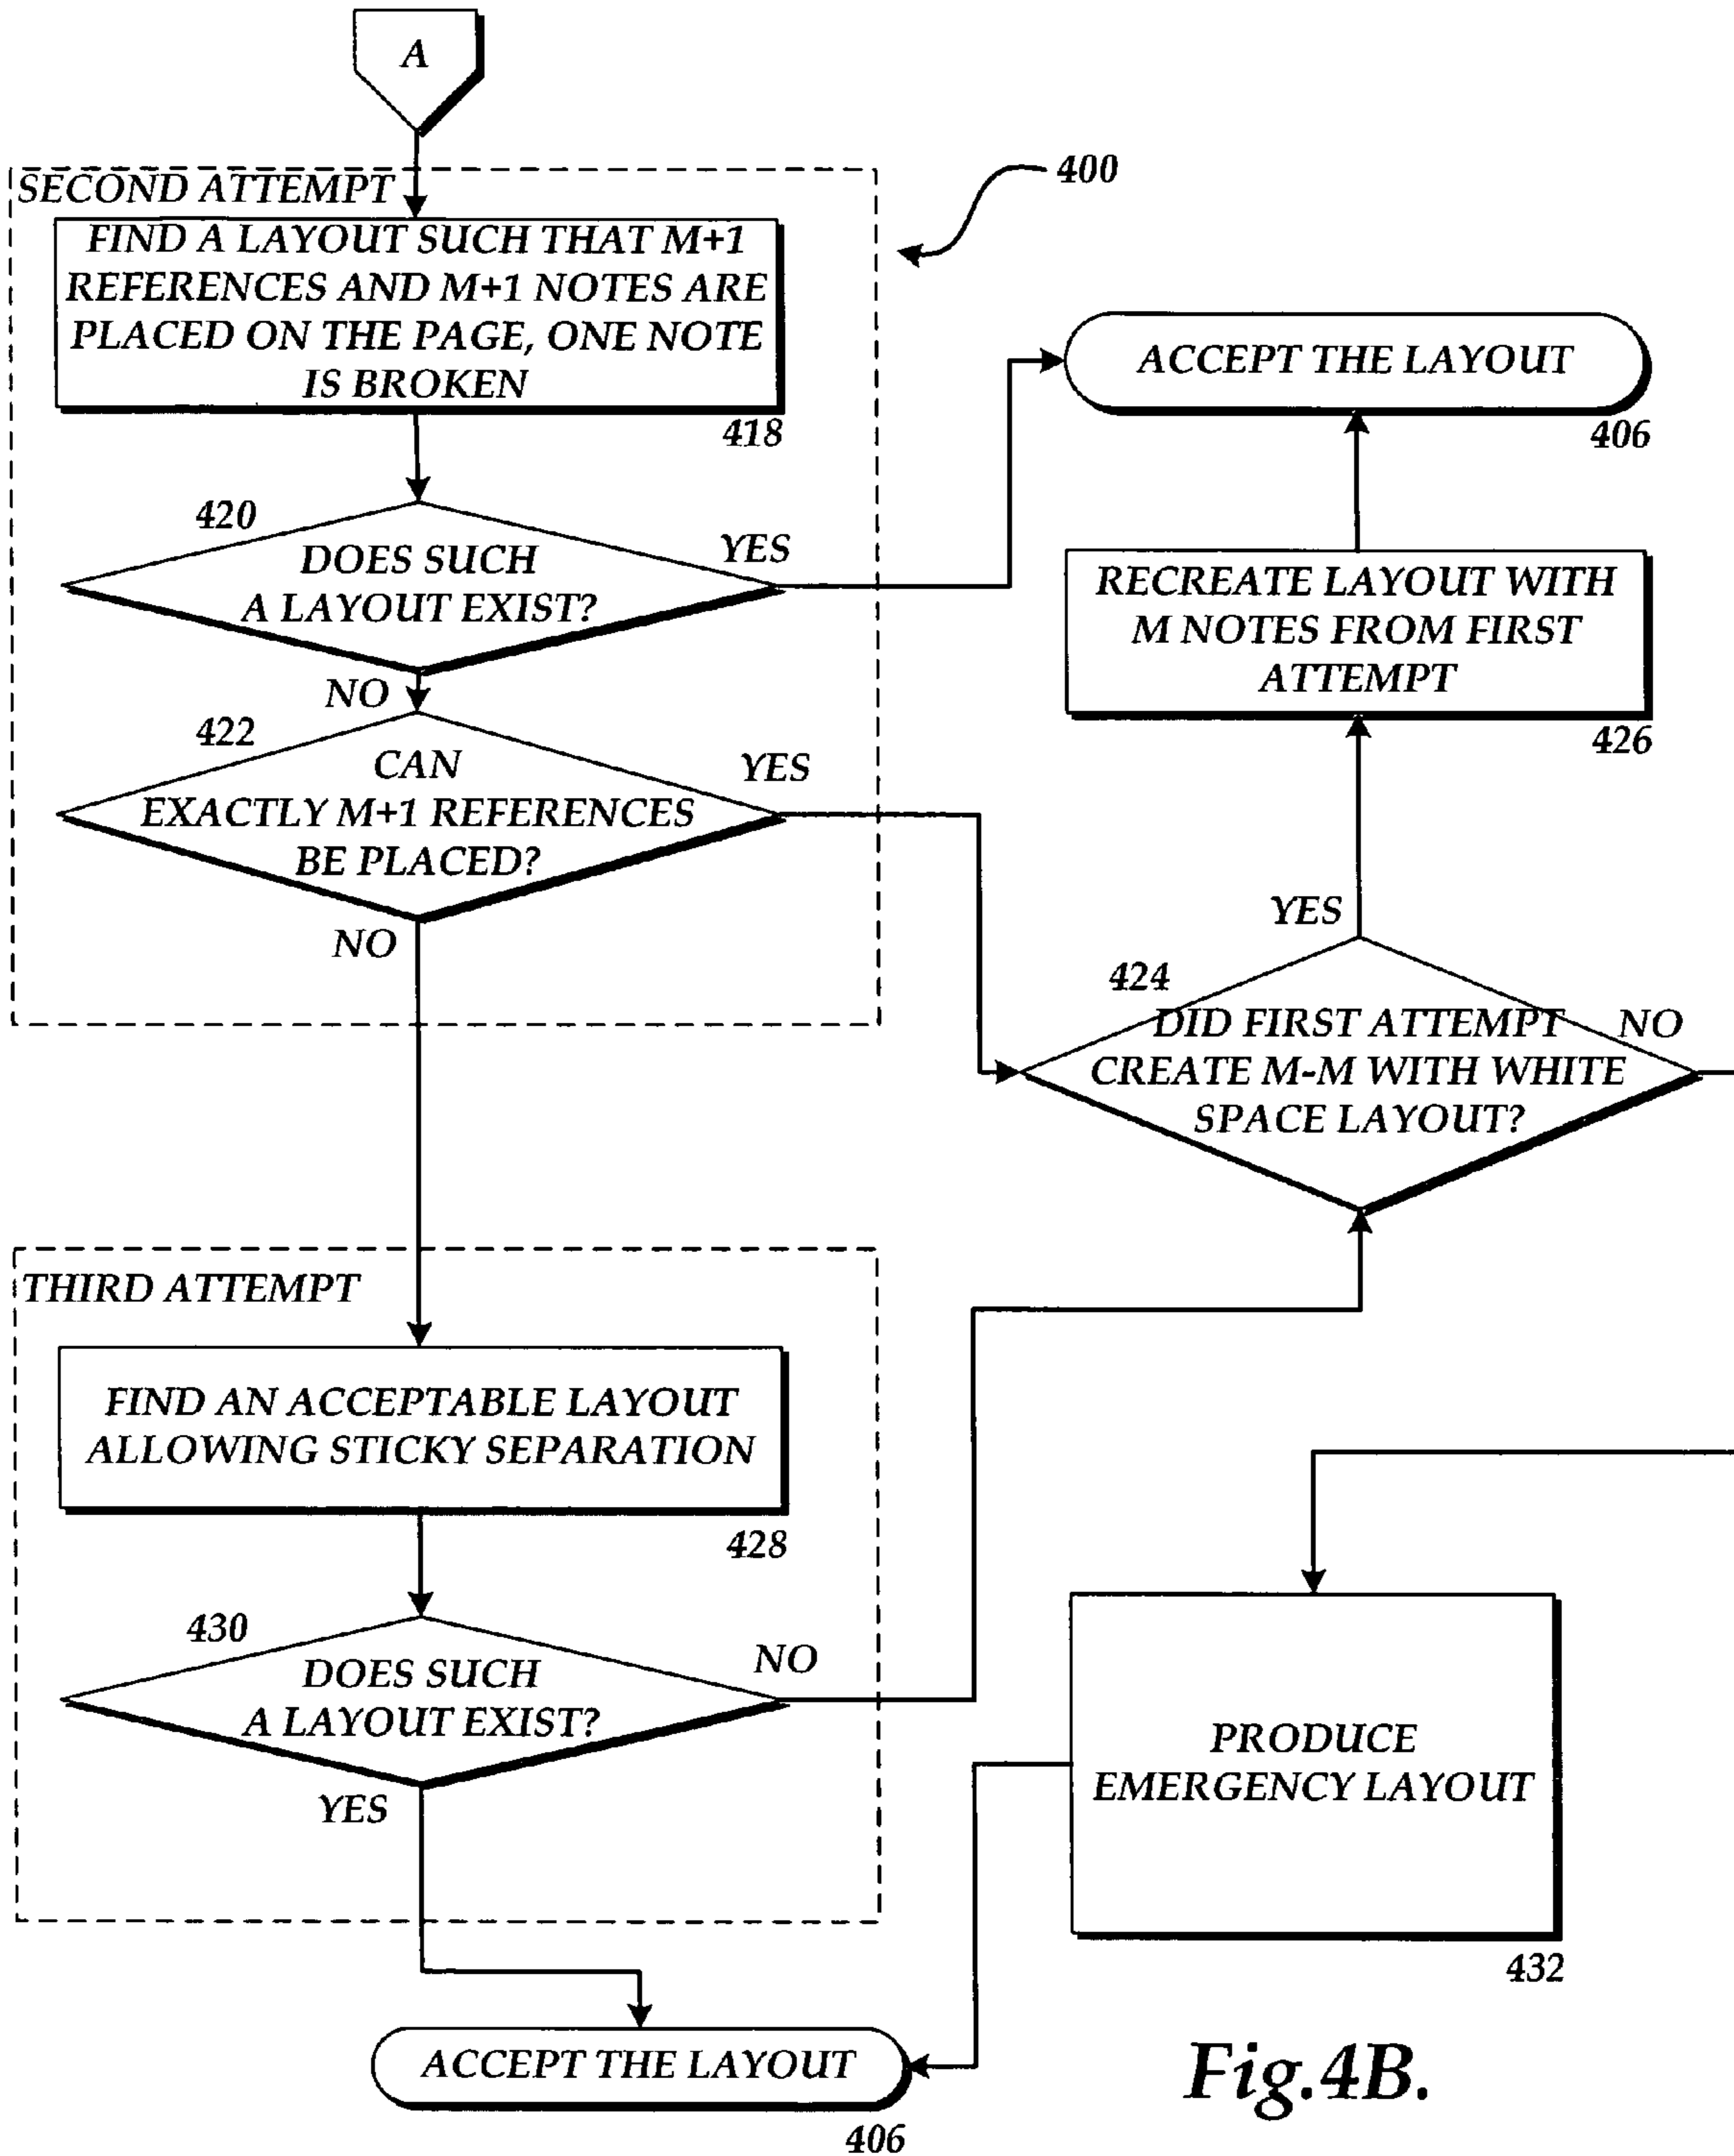 A
400
SECOND ATTEMPT
FIND A LAYOUT SUCH THAT M+1
REFERENCES AND M+1 NOTES ARE
PLACED ON THE PAGE, ONE NOTE
IS BROKEN
418
420
DOES SUCH
A LAYOUT EXIST?
YES
NO
422
CAN
EXACTLY M+1 REFERENCES
BE PLACED?
YES
NO
ACCEPT THE LAYOUT
406
RECREATE LAYOUT WITH
M NOTES FROM FIRST
ATTEMPT
426
YES
424
DID FIRST ATTEMPT
CREATE M-M WITH WHITE
SPACE LAYOUT?
NO
THIRD ATTEMPT
FIND AN ACCEPTABLE LAYOUT
ALLOWING STICKY SEPARATION
428
430
DOES SUCH
A LAYOUT EXIST?
NO
YES
PRODUCE
EMERGENCY LAYOUT
432
ACCEPT THE LAYOUT
406
Fig.4B.